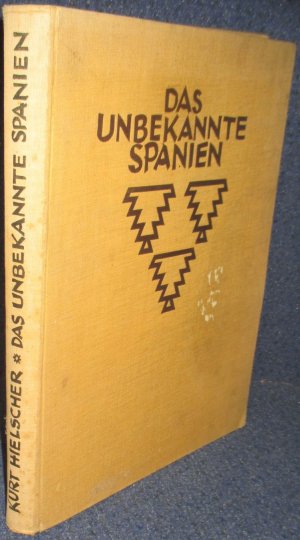 DAS
UNBEKANNTE
SPANIEN
KURT HIELSCHER * DAS UNBEKANNTE SPANIEN